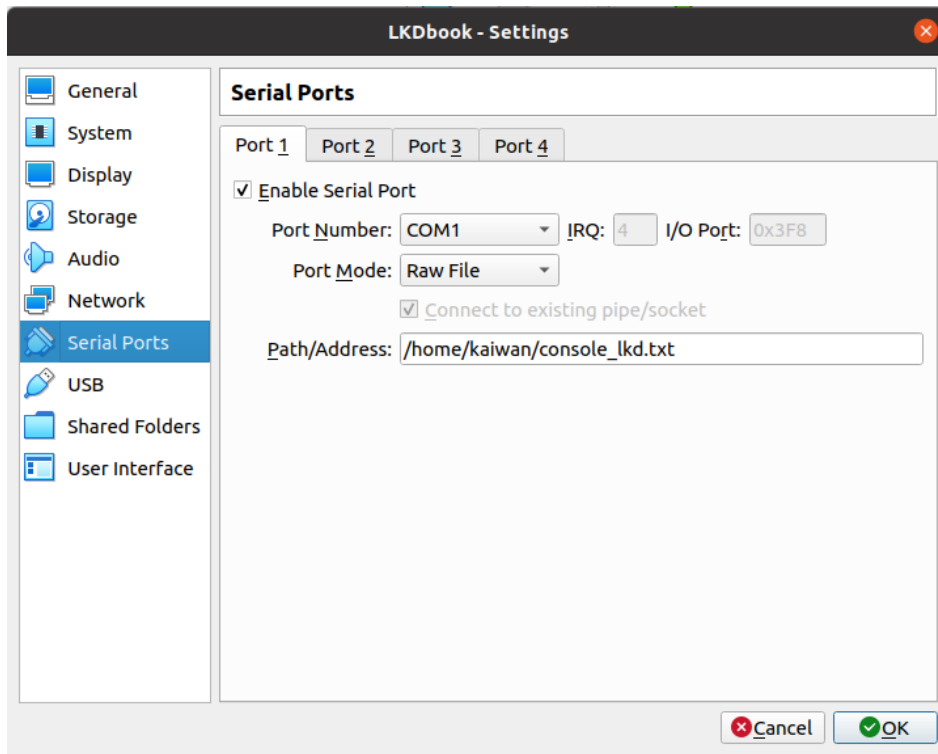 LKDbook - Settings
General
System
Display
Storage
Audio
Network
Serial Ports
USB
Shared Folders
User Interface
Serial Ports
Port 1 Port 2 Port 3 Port 4
Enable Serial Port
Port Number: COM1 IRQ: 4 I/O Port: 0x3F8
Port Mode: Raw File
Connect to existing pipe/socket
Path/Address: /home/kaiwan/console_lkd.txt
Cancel OK